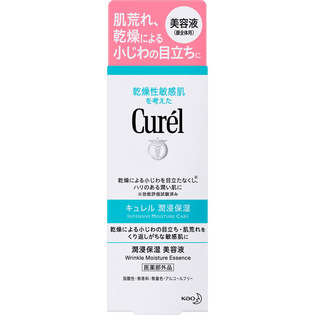 肌荒れ、
乾燥による
小じわの目立ちに
美容液
(顔全体用)
乾燥性敏感肌
を考えた
Curél
乾燥による小じわを目立たなくし、※
ハリのある潤い肌に
※効能評価試験済み
キュレル 潤浸保湿
INTENSIVE MOISTURE CARE
乾燥による小じわの目立ち・肌荒れを
くり返しがちな敏感肌に
潤浸保湿 美容液
Wrinkle Moisture Essence
医薬部外品
弱酸性・無香料・無着色・アルコールフリー
Kao